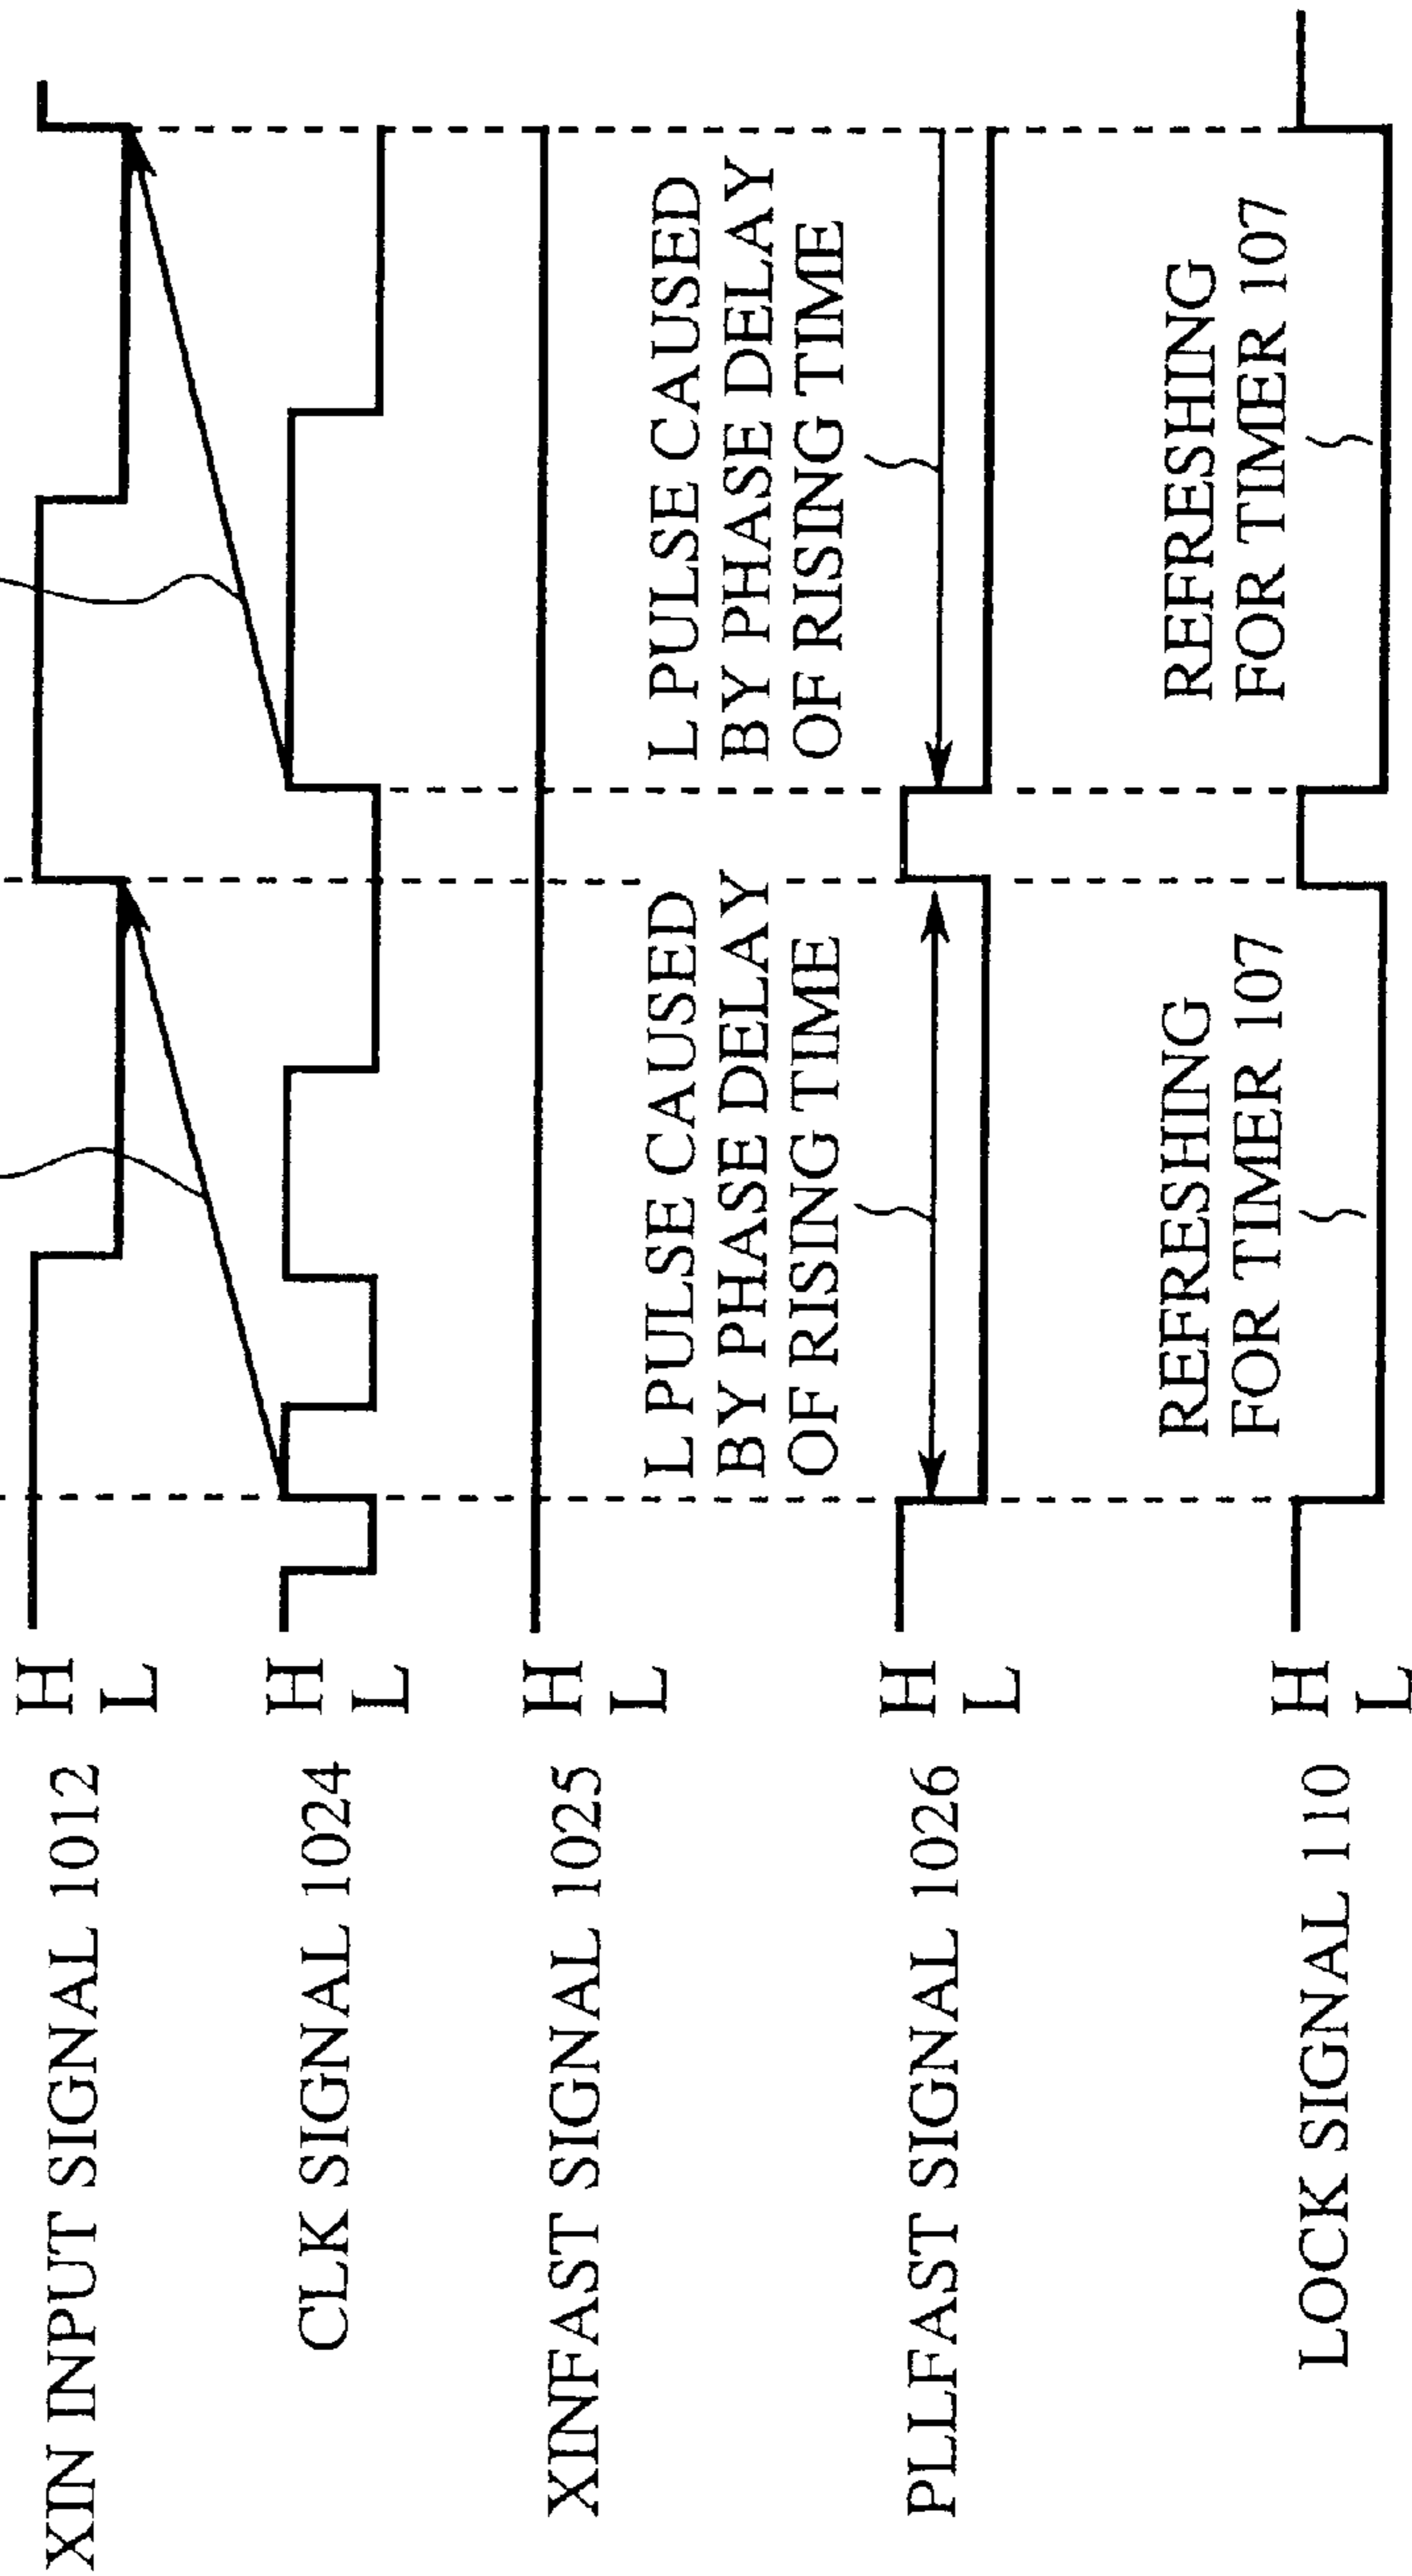 XIN INPUT SIGNAL 1012
H
L
CLK SIGNAL 1024
H
L
XINFAST SIGNAL 1025
H
L
L PULSE CAUSED
BY PHASE DELAY
OF RISING TIME
L PULSE CAUSED
BY PHASE DELAY
OF RISING TIME
PLLFAST SIGNAL 1026
H
L
REFRESHING
FOR TIMER 107
REFRESHING
FOR TIMER 107
LOCK SIGNAL 110
H
L